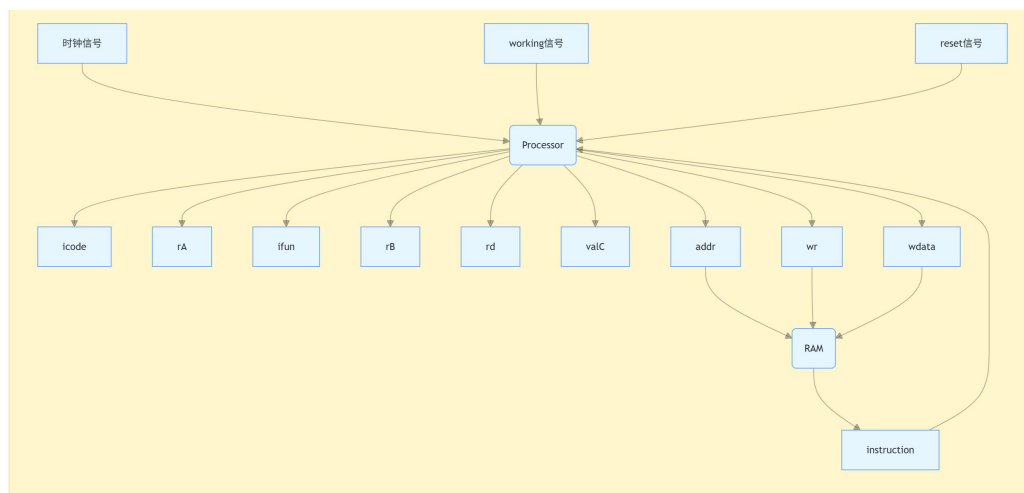 时钟信号
working信号
reset信号
Processor
icode
rA
ifun
rB
rd
valC
addr
wr
wdata
RAM
instruction